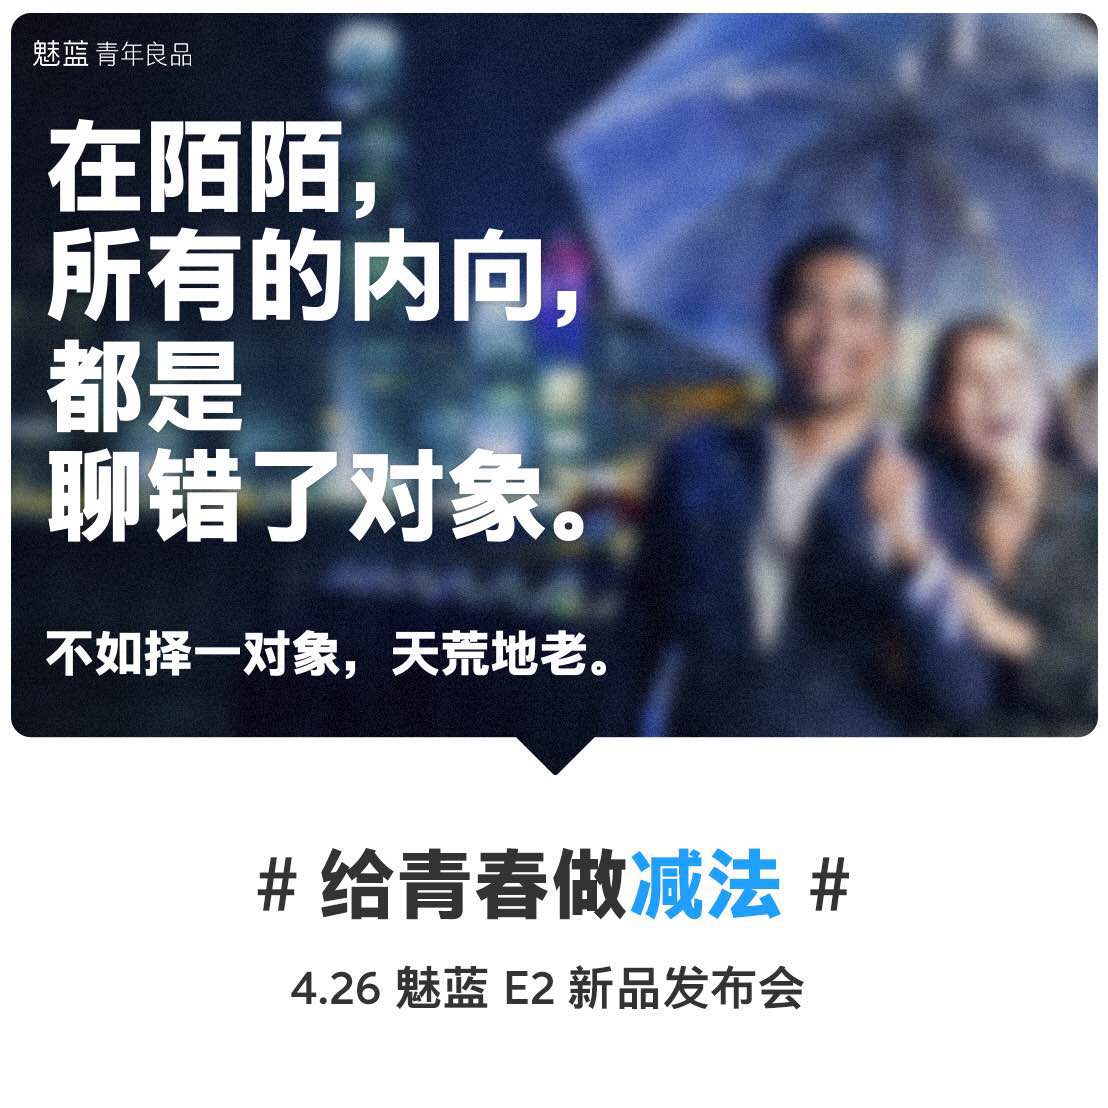 魅蓝 青年良品
在陌陌，
所有的内向，
都是
聊错了对象。
不如择一对象，天荒地老。
# 给青春做减法 #
4.26 魅蓝 E2 新品发布会